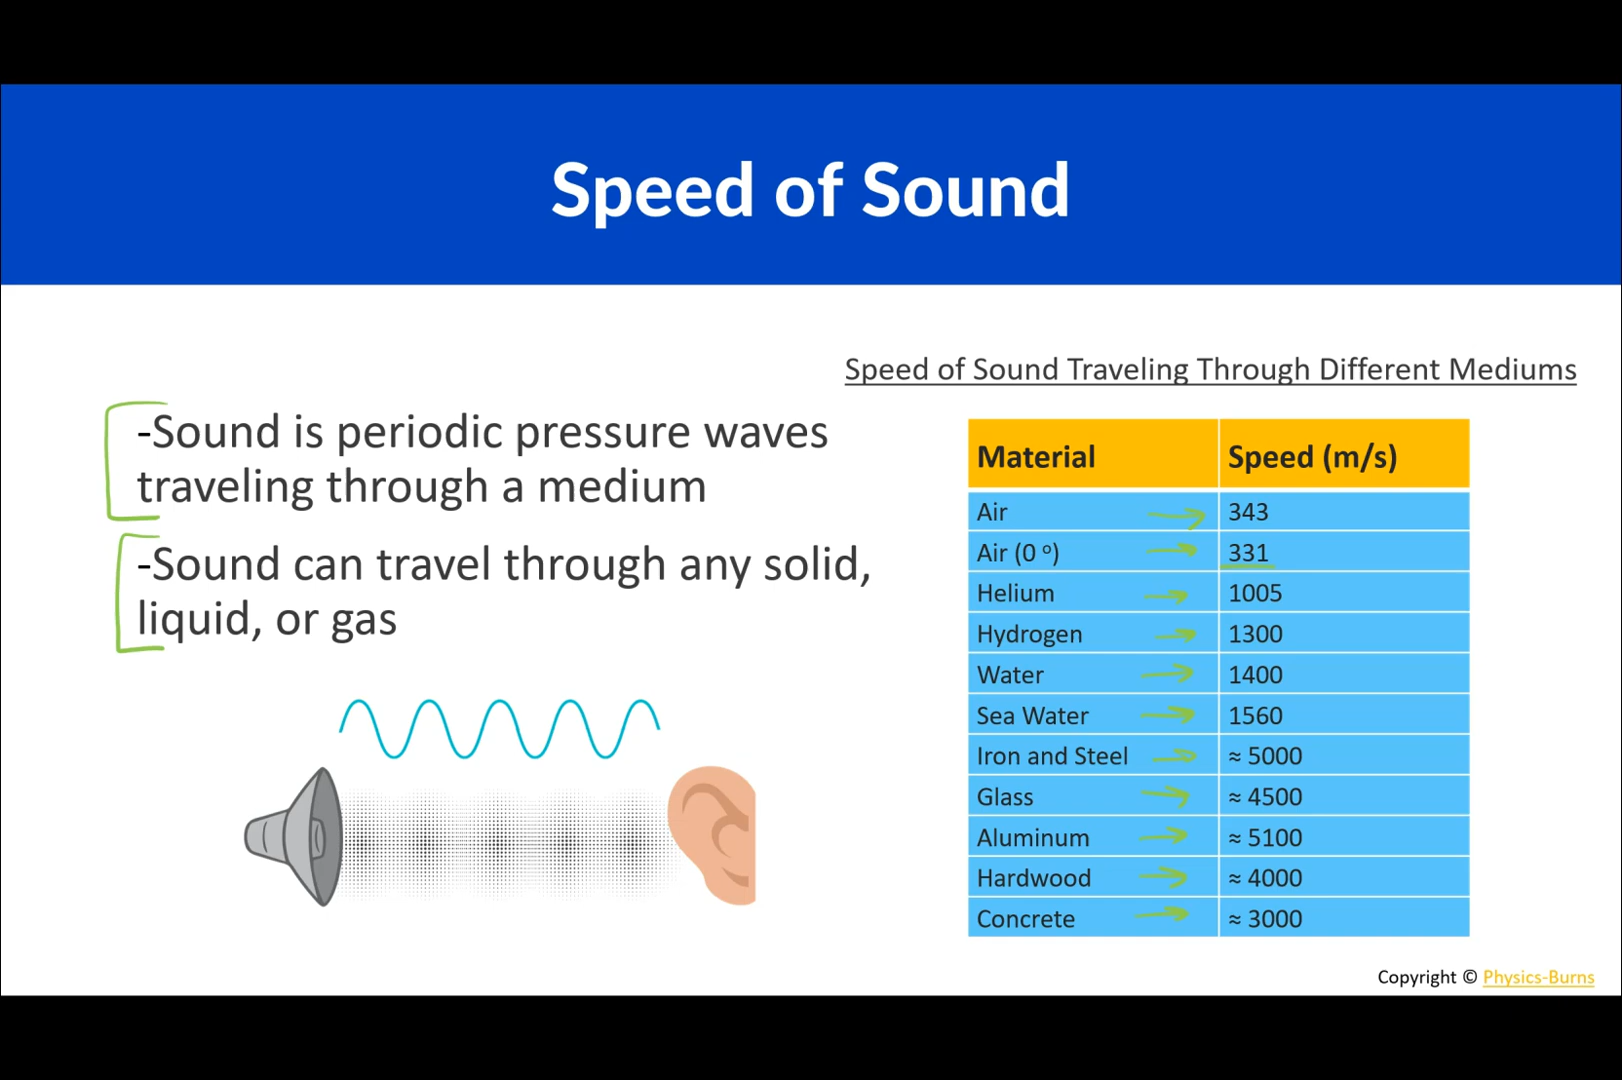 Speed of Sound
-Sound is periodic pressure waves
traveling through a medium
-Sound can travel through any solid,
liquid, or gas
Speed of Sound Traveling Through Different Mediums
Material Speed (m/s)
Air 343
Air (0 º) 331
Helium 1005
Hydrogen 1300
Water 1400
Sea Water 1560
Iron and Steel ≈ 5000
Glass ≈ 4500
Aluminum ≈ 5100
Hardwood ≈ 4000
Concrete ≈ 3000
Copyright © Physics-Burns